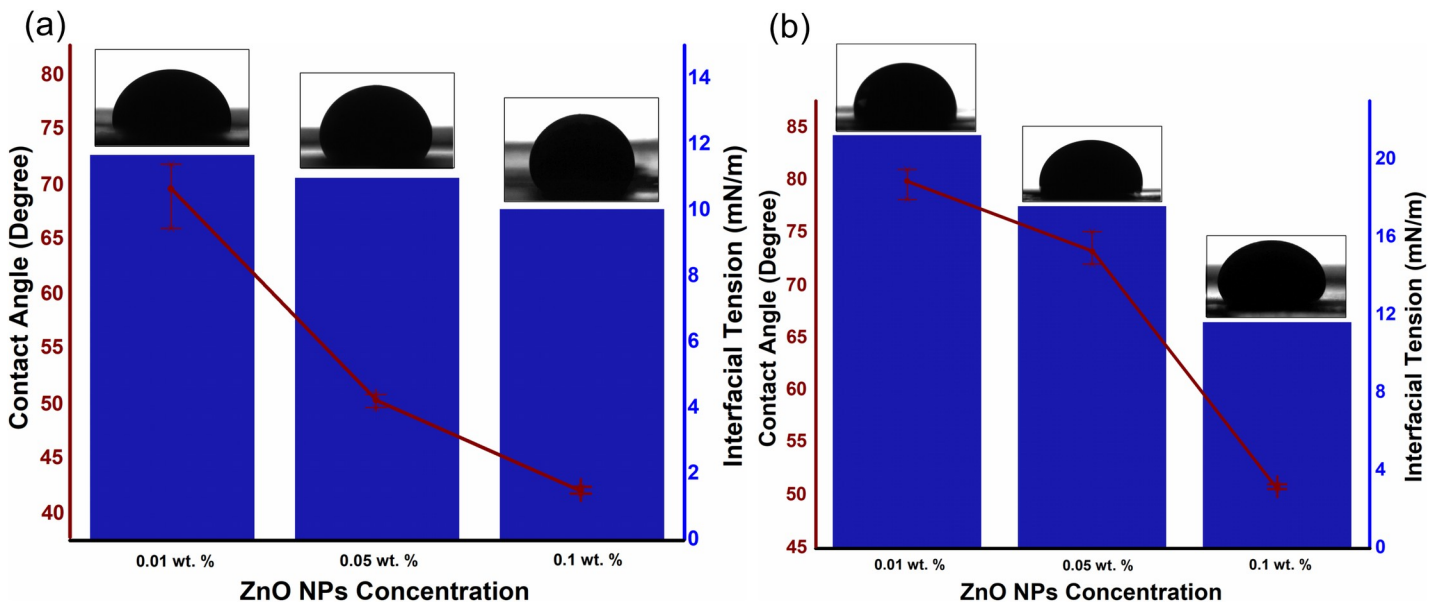 (a)
80
75
70
65
60
55
50
45
40
Contact Angle (Degree)
14
12
10
8
6
4
2
0
Interfacial Tension (mN/m)
0.01 wt. %
0.05 wt. %
0.1 wt. %
ZnO NPs Concentration
(b)
85
80
75
70
65
60
55
50
45
Contact Angle (Degree)
20
16
12
8
4
0
Interfacial Tension (mN/m)
0.01 wt. %
0.05 wt. %
0.1 wt. %
ZnO NPs Concentration